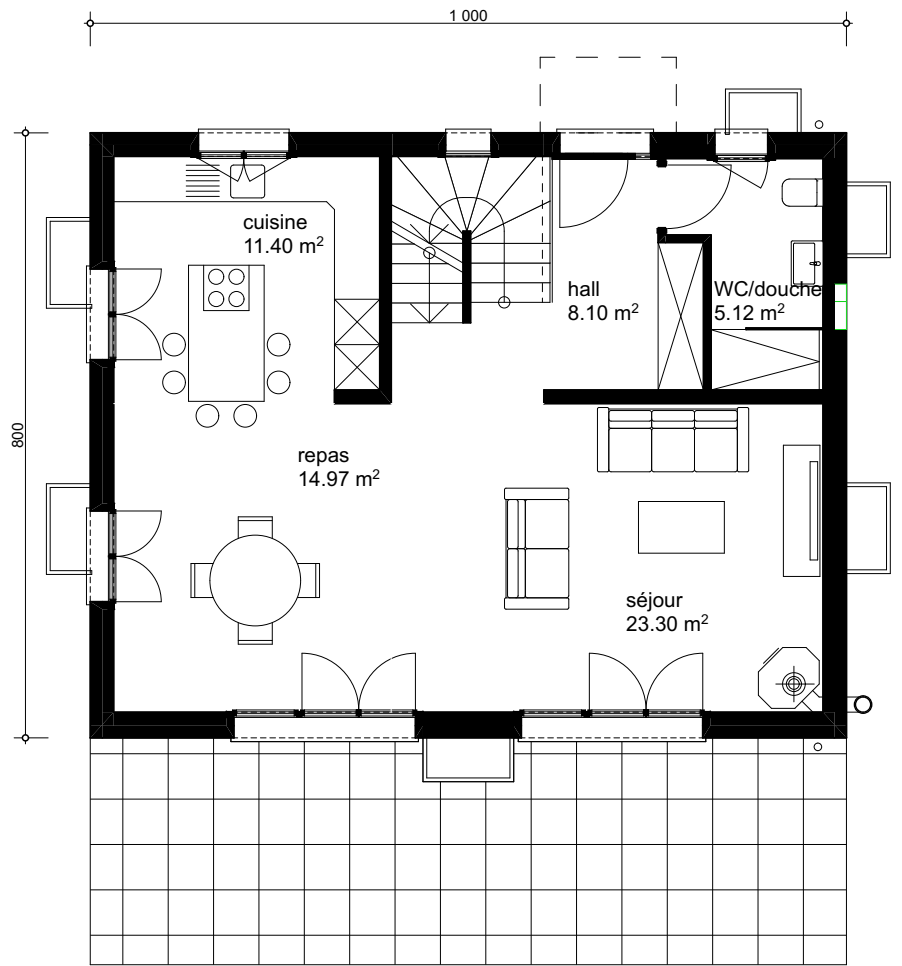 1 000
800
cuisine
11.40 m²
hall
8.10 m²
WC/douche
5.12 m²
repas
14.97 m²
séjour
23.30 m²